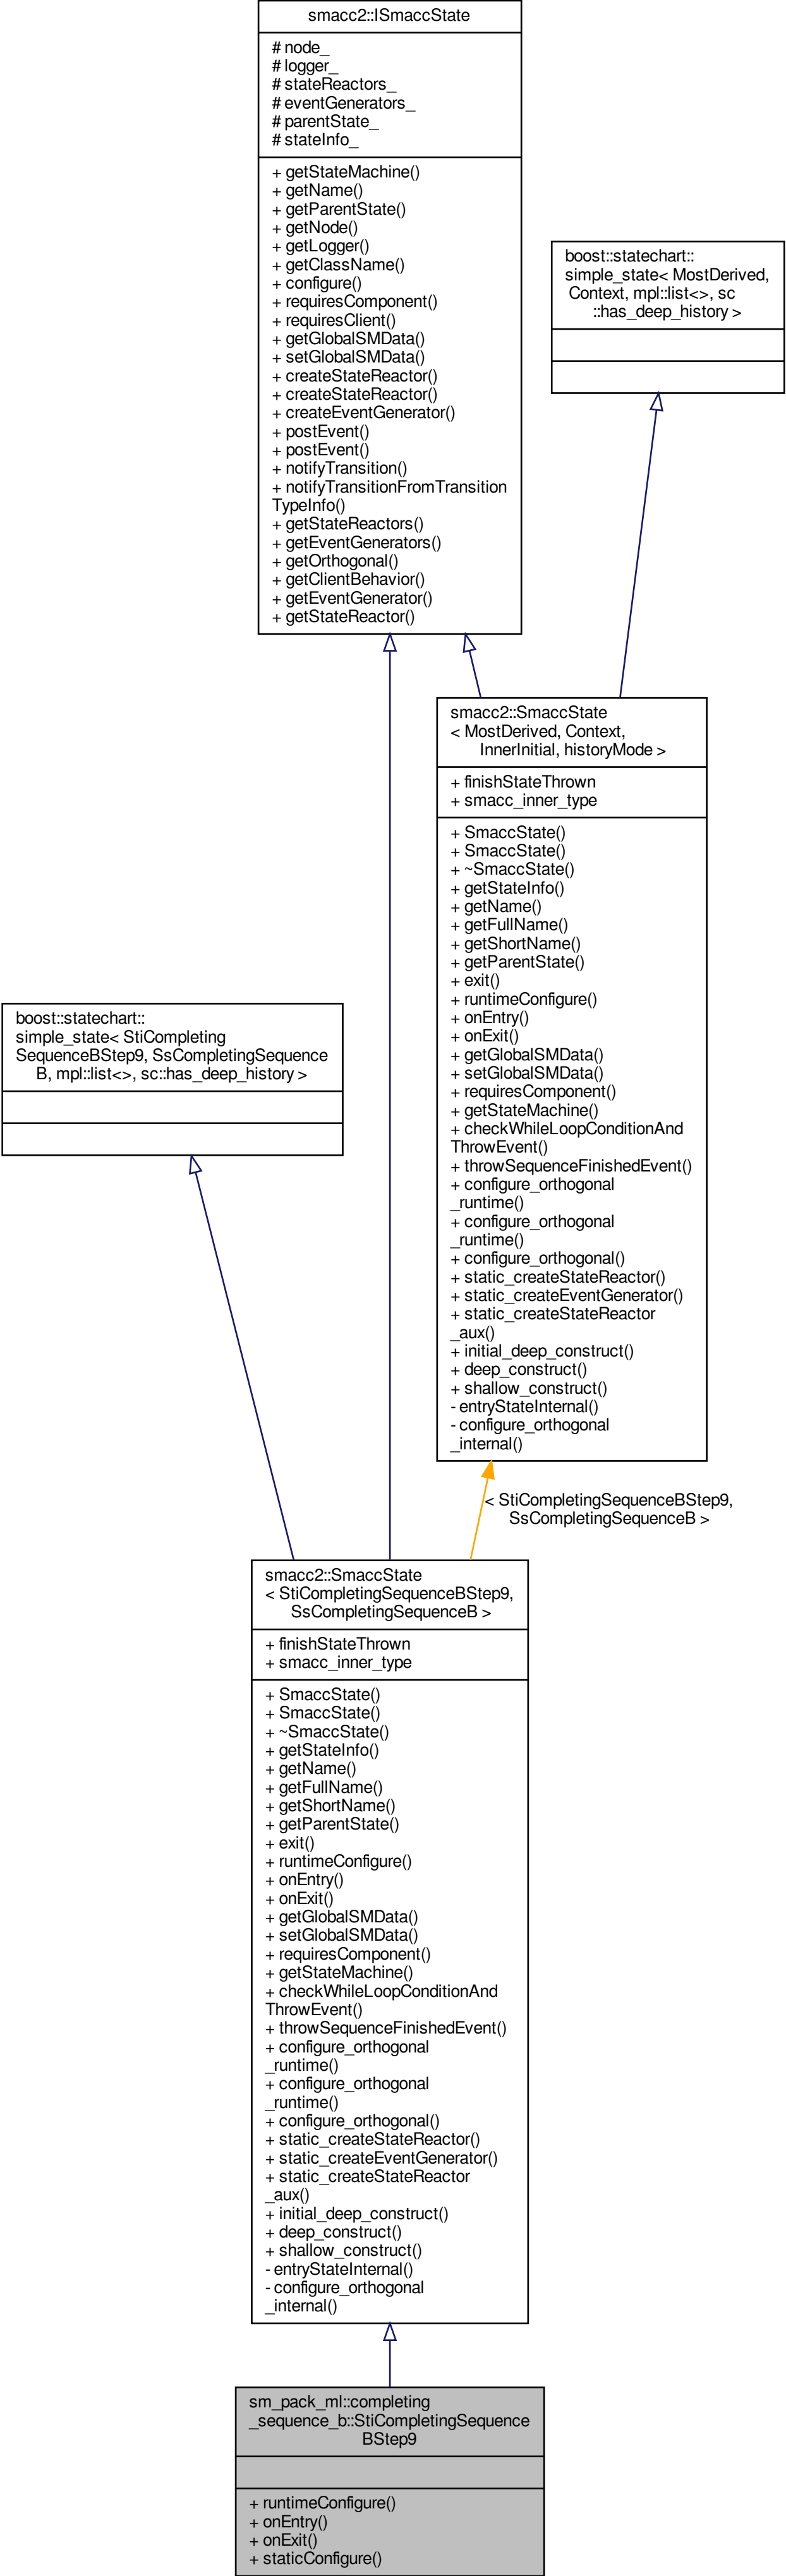 smacc2::ISmaccState
# node_
# logger_
# stateReactors_
# eventGenerators_
# parentState_
# stateInfo_
+ getStateMachine()
+ getName()
+ getParentState()
+ getNode()
+ getLogger()
+ getClassName()
+ configure()
+ requiresComponent()
+ requiresClient()
+ getGlobalSMData()
+ setGlobalSMData()
+ createStateReactor()
+ createStateReactor()
+ createEventGenerator()
+ postEvent()
+ postEvent()
+ notifyTransition()
+ notifyTransitionFromTransition
TypeInfo()
+ getStateReactors()
+ getEventGenerators()
+ getOrthogonal()
+ getClientBehavior()
+ getEventGenerator()
+ getStateReactor()
boost::statechart::
simple_state< MostDerived,
Context, mpl::list<>, sc
::has_deep_history >
smacc2::SmaccState
< MostDerived, Context,
InnerInitial, historyMode >
+ finishStateThrown
+ smacc_inner_type
+ SmaccState()
+ SmaccState()
+ ~SmaccState()
+ getStateInfo()
+ getName()
+ getFullName()
+ getShortName()
+ getParentState()
+ exit()
+ runtimeConfigure()
+ onEntry()
+ onExit()
+ getGlobalSMData()
+ setGlobalSMData()
+ requiresComponent()
+ getStateMachine()
+ checkWhileLoopConditionAnd
ThrowEvent()
+ throwSequenceFinishedEvent()
+ configure_orthogonal
_runtime()
+ configure_orthogonal
_runtime()
+ configure_orthogonal()
+ static_createStateReactor()
+ static_createEventGenerator()
+ static_createStateReactor
_aux()
+ initial_deep_construct()
+ deep_construct()
+ shallow_construct()
- entryStateInternal()
- configure_orthogonal
_internal()
boost::statechart::
simple_state< StiCompleting
SequenceBStep9, SsCompletingSequence
B, mpl::list<>, sc::has_deep_history >
< StiCompletingSequenceBStep9,
SsCompletingSequenceB >
smacc2::SmaccState
< StiCompletingSequenceBStep9,
SsCompletingSequenceB >
+ finishStateThrown
+ smacc_inner_type
+ SmaccState()
+ SmaccState()
+ ~SmaccState()
+ getStateInfo()
+ getName()
+ getFullName()
+ getShortName()
+ getParentState()
+ exit()
+ runtimeConfigure()
+ onEntry()
+ onExit()
+ getGlobalSMData()
+ setGlobalSMData()
+ requiresComponent()
+ getStateMachine()
+ checkWhileLoopConditionAnd
ThrowEvent()
+ throwSequenceFinishedEvent()
+ configure_orthogonal
_runtime()
+ configure_orthogonal
_runtime()
+ configure_orthogonal()
+ static_createStateReactor()
+ static_createEventGenerator()
+ static_createStateReactor
_aux()
+ initial_deep_construct()
+ deep_construct()
+ shallow_construct()
- entryStateInternal()
- configure_orthogonal
_internal()
sm_pack_ml::completing
_sequence_b::StiCompletingSequence
BStep9
+ runtimeConfigure()
+ onEntry()
+ onExit()
+ staticConfigure()